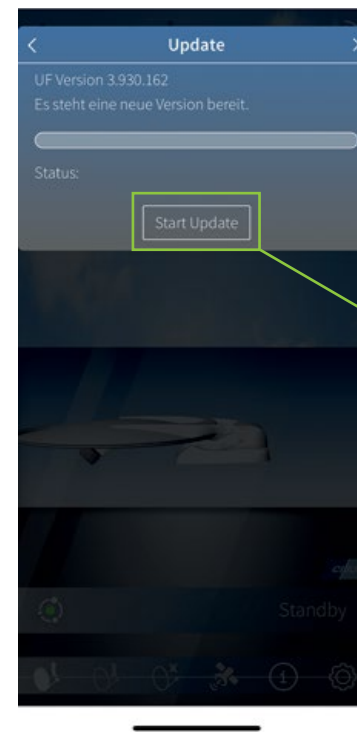 Update
UF Version 3.930.162
Es steht eine neue Version bereit.
Status:
Start Update
Standby
1